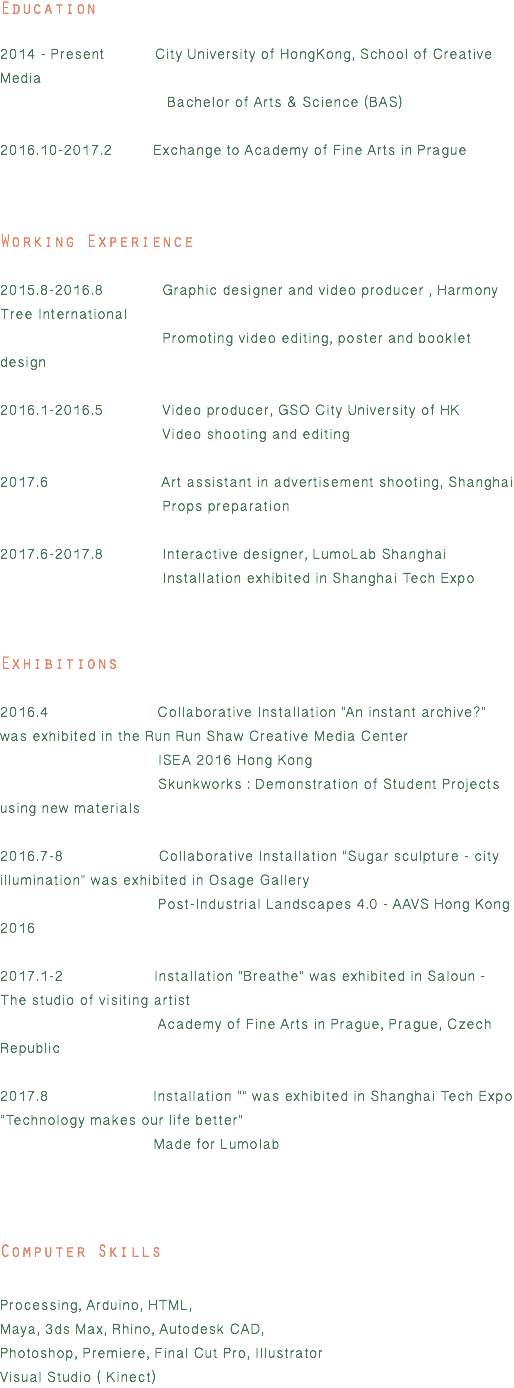 Education
2014 - Present City University of HongKong, School of Creative
Media
Bachelor of Arts & Science (BAS)
2016.10-2017.2 Exchange to Academy of Fine Arts in Prague
Working Experience
2015.8-2016.8 Graphic designer and video producer , Harmony
Tree International
Promoting video editing, poster and booklet
design
2016.1-2016.5 Video producer, GSO City University of HK
Video shooting and editing
2017.6 Art assistant in advertisement shooting, Shanghai
Props preparation
2017.6-2017.8 Interactive designer, LumoLab Shanghai
Installation exhibited in Shanghai Tech Expo
Exhibitions
2016.4 Collaborative Installation "An instant archive?"
was exhibited in the Run Run Shaw Creative Media Center
ISEA 2016 Hong Kong
Skunkworks : Demonstration of Student Projects
using new materials
2016.7-8 Collaborative Installation "Sugar sculpture - city
illumination" was exhibited in Osage Gallery
Post-Industrial Landscapes 4.0 - AAVS Hong Kong
2016
2017.1-2 Installation "Breathe" was exhibited in Saloun -
The studio of visiting artist
Academy of Fine Arts in Prague, Prague, Czech
Republic
2017.8 Installation "" was exhibited in Shanghai Tech Expo
"Technology makes our life better"
Made for Lumolab
Computer Skills
Processing, Arduino, HTML,
Maya, 3ds Max, Rhino, Autodesk CAD,
Photoshop, Premiere, Final Cut Pro, Illustrator
Visual Studio ( Kinect)